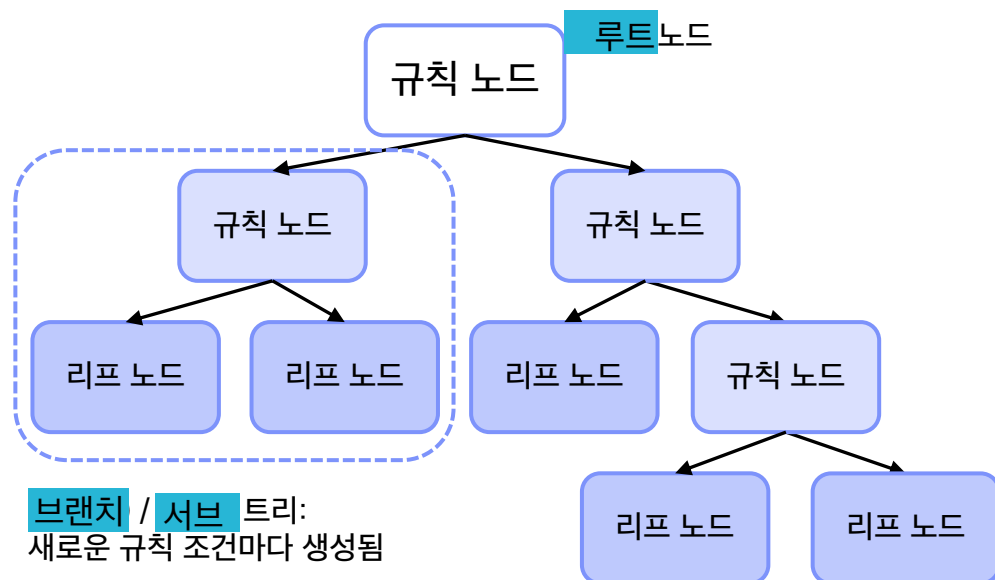 루트노드
규칙 노드
규칙 노드
규칙 노드
리프 노드
리프 노드
리프 노드
규칙 노드
브랜치 / 서브 트리:
새로운 규칙 조건마다 생성됨
리프 노드
리프 노드